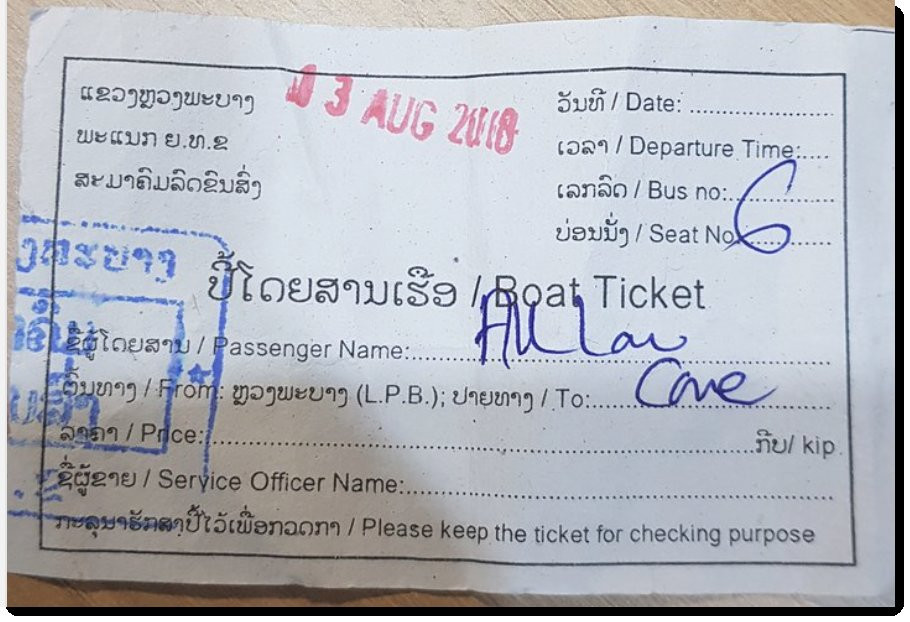 ແຂວງຫຼວງພະບາງ
ພະແນກ ຍ.ທ.ຂ
ສະມາຄົມລົດຂົນສົ່ງ
3 AUG 2018
ວັນທີ / Date: ....................
ເວລາ / Departure Time:....
ເລກລົດ / Bus no:.................
ບ່ອນນັ່ງ / Seat No.............
6
ປີ້ໂດຍສານເຮືອ / Boat Ticket
ຊື່ຜູ້ໂດຍສານ / Passenger Name:..........................................
ຕົ້ນທາງ / From: ຫຼວງພະບາງ (L.P.B.); ປາຍທາງ / To:.......... Cave
ລາຄາ / Price:..........................................ກີບ/ kip
ຊື່ຜູ້ຂາຍ / Service Officer Name:..........................................
ກະລຸນາຮັກສາປີ້ໄວ້ເພື່ອກວດກາ / Please keep the ticket for checking purpose